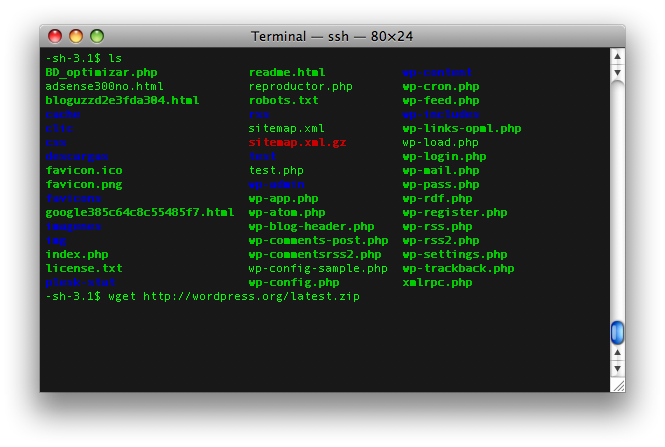 Terminal — ssh — 80×24
-sh-3.1$ ls
BD_optimizar.php readme.html wp-content
adsense300no.html reproductor.php wp-cron.php
bloguzzd2e3fda304.html robots.txt wp-feed.php
cache rss wp-includes
clic sitemap.xml wp-links-opml.php
css sitemap.xml.gz wp-load.php
descargas test wp-login.php
favicon.ico test.php wp-mail.php
favicon.png wp-admin wp-pass.php
favicons wp-app.php wp-rdf.php
google385c64c8c55485f7.html wp-atom.php wp-register.php
imagenes wp-blog-header.php wp-rss.php
img wp-comments-post.php wp-rss2.php
index.php wp-commentsrss2.php wp-settings.php
license.txt wp-config-sample.php wp-trackback.php
plesk-stat wp-config.php xmlrpc.php
-sh-3.1$ wget http://wordpress.org/latest.zip